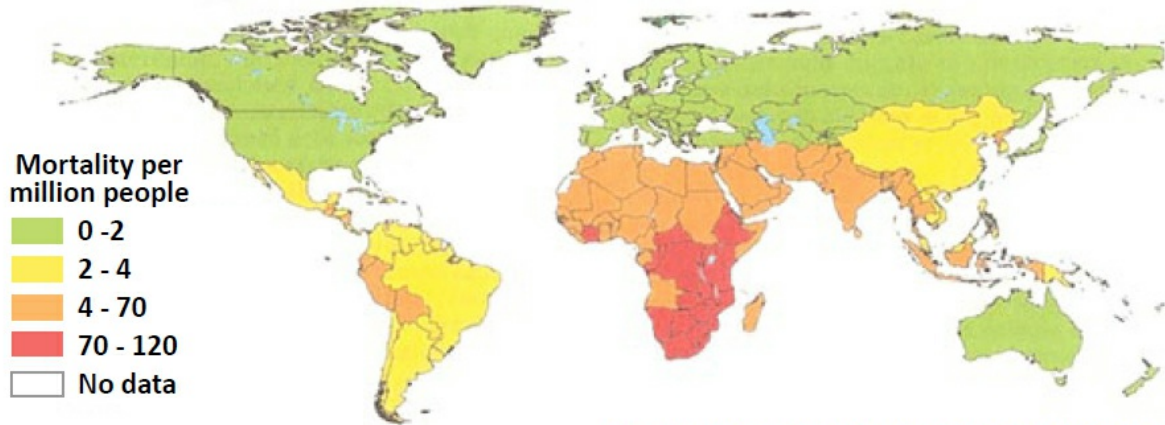 Mortality per
million people
0 -2
2 - 4
4 - 70
70 - 120
No data